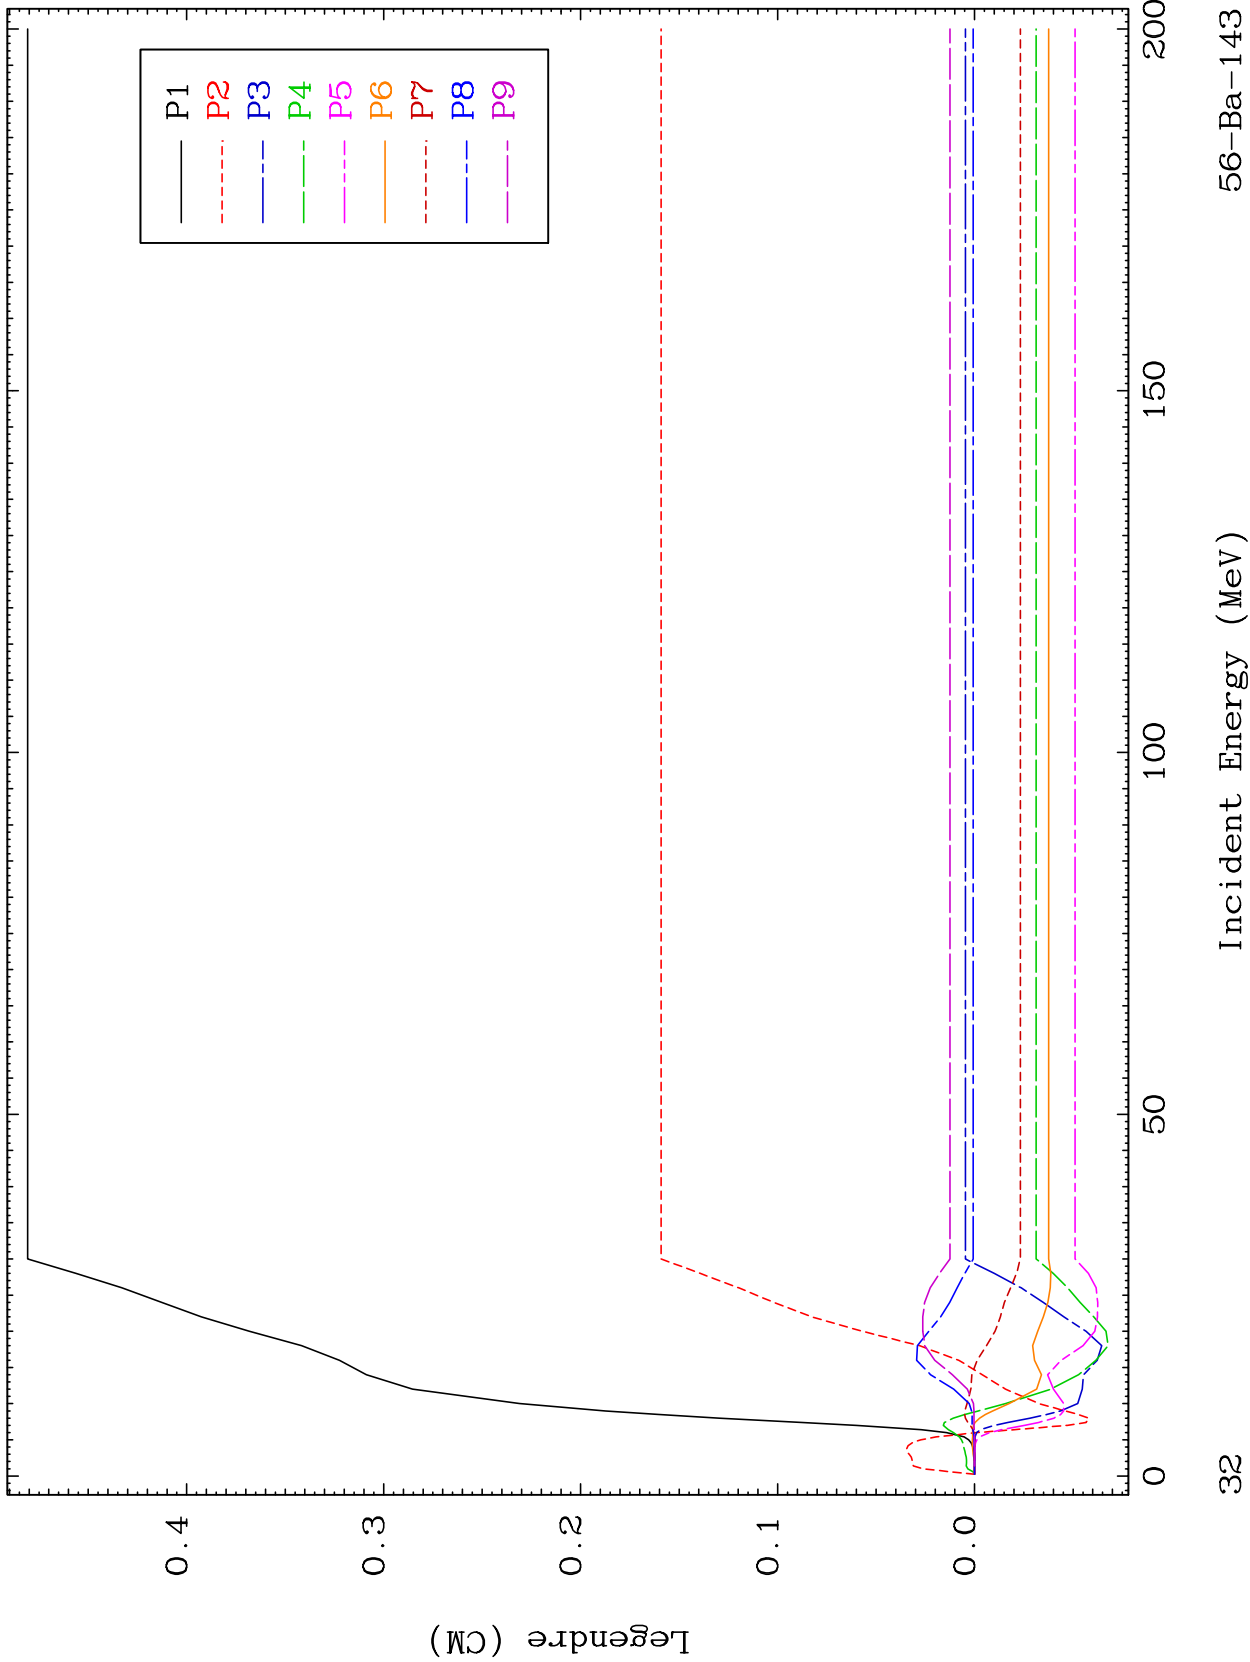 Legendre (CM)
0.4
0.3
0.2
0.1
0.0
P1
P2
P3
P4
P5
P6
P7
P8
P9
0 50 100 150 200
Incident Energy (MeV)
32 56-Ba-143